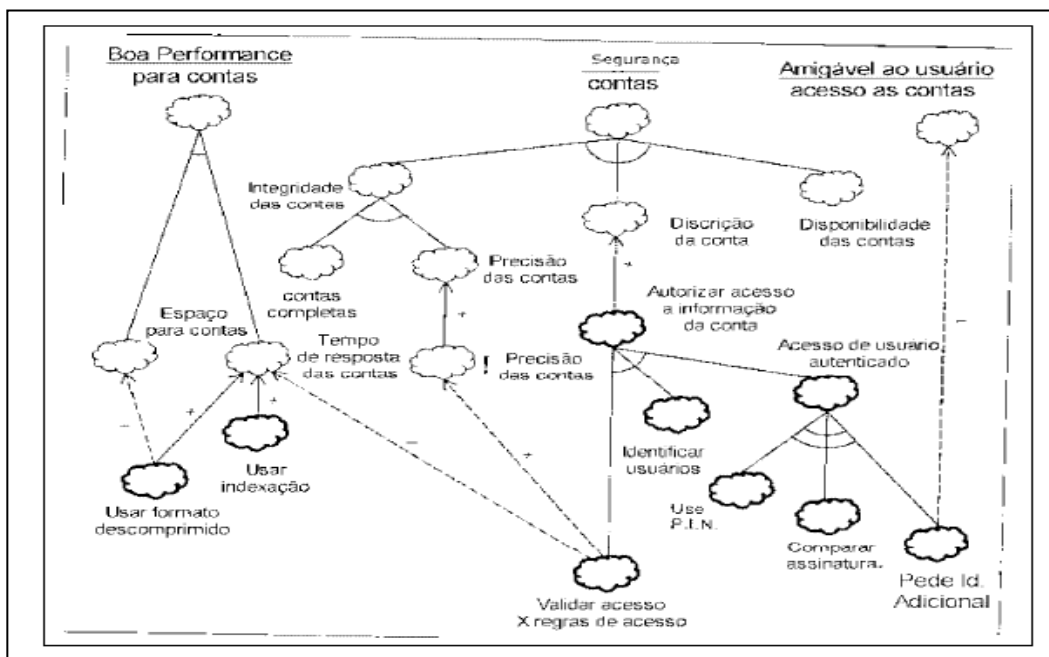 Boa Performance
para contas
Segurança
contas
Amigável ao usuário
acesso as contas
Integridade
das contas
Discrição
da conta
Disponibilidade
das contas
contas
completas
Precisão
das contas
Autorizar acesso
a informação
da conta
Espaço
para contas
Tempo
de resposta
das contas
! Precisão
das contas
Acesso de usuário
autenticado
+
+
-
-
+
+
-
+
Usar
indexação
Identificar
usuários
Usar formato
descomprimido
Use
P.I.N.
Comparar
assinatura.
Pede Id.
Adicional
Validar acesso
X regras de acesso